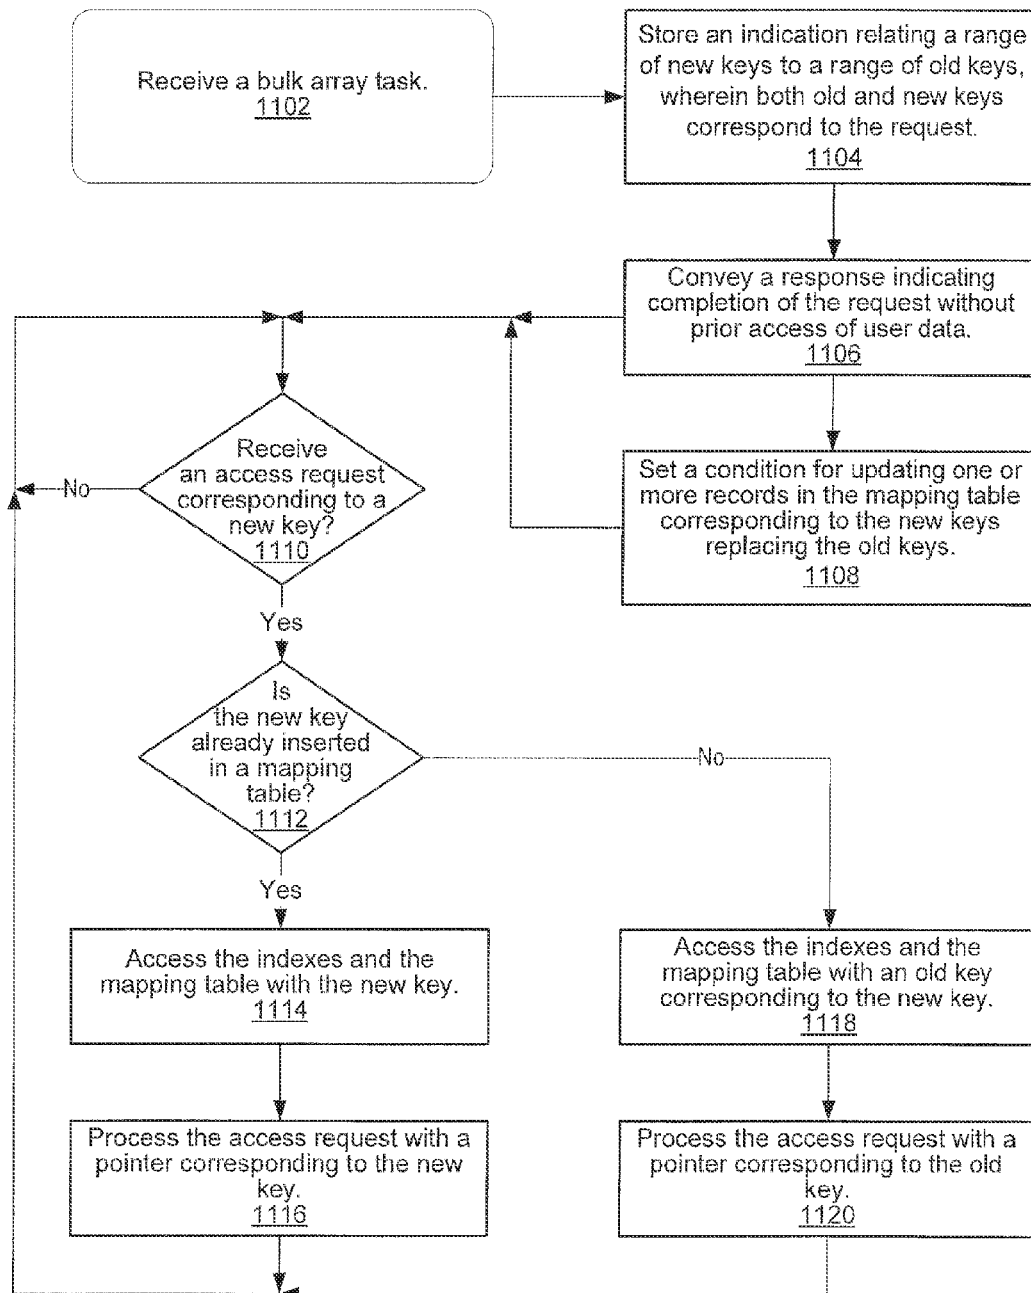 Receive a bulk array task.
1102
Store an indication relating a range
of new keys to a range of old keys,
wherein both old and new keys
correspond to the request.
1104
Convey a response indicating
completion of the request without
prior access of user data.
1106
Set a condition for updating one or
more records in the mapping table
corresponding to the new keys
replacing the old keys.
1108
Receive
an access request
corresponding to a
new key?
1110
No
Yes
Is
the new key
already inserted
in a mapping
table?
1112
No
Yes
Access the indexes and the
mapping table with the new key.
1114
Access the indexes and the
mapping table with an old key
corresponding to the new key.
1118
Process the access request with a
pointer corresponding to the new
key.
1116
Process the access request with a
pointer corresponding to the old
key.
1120